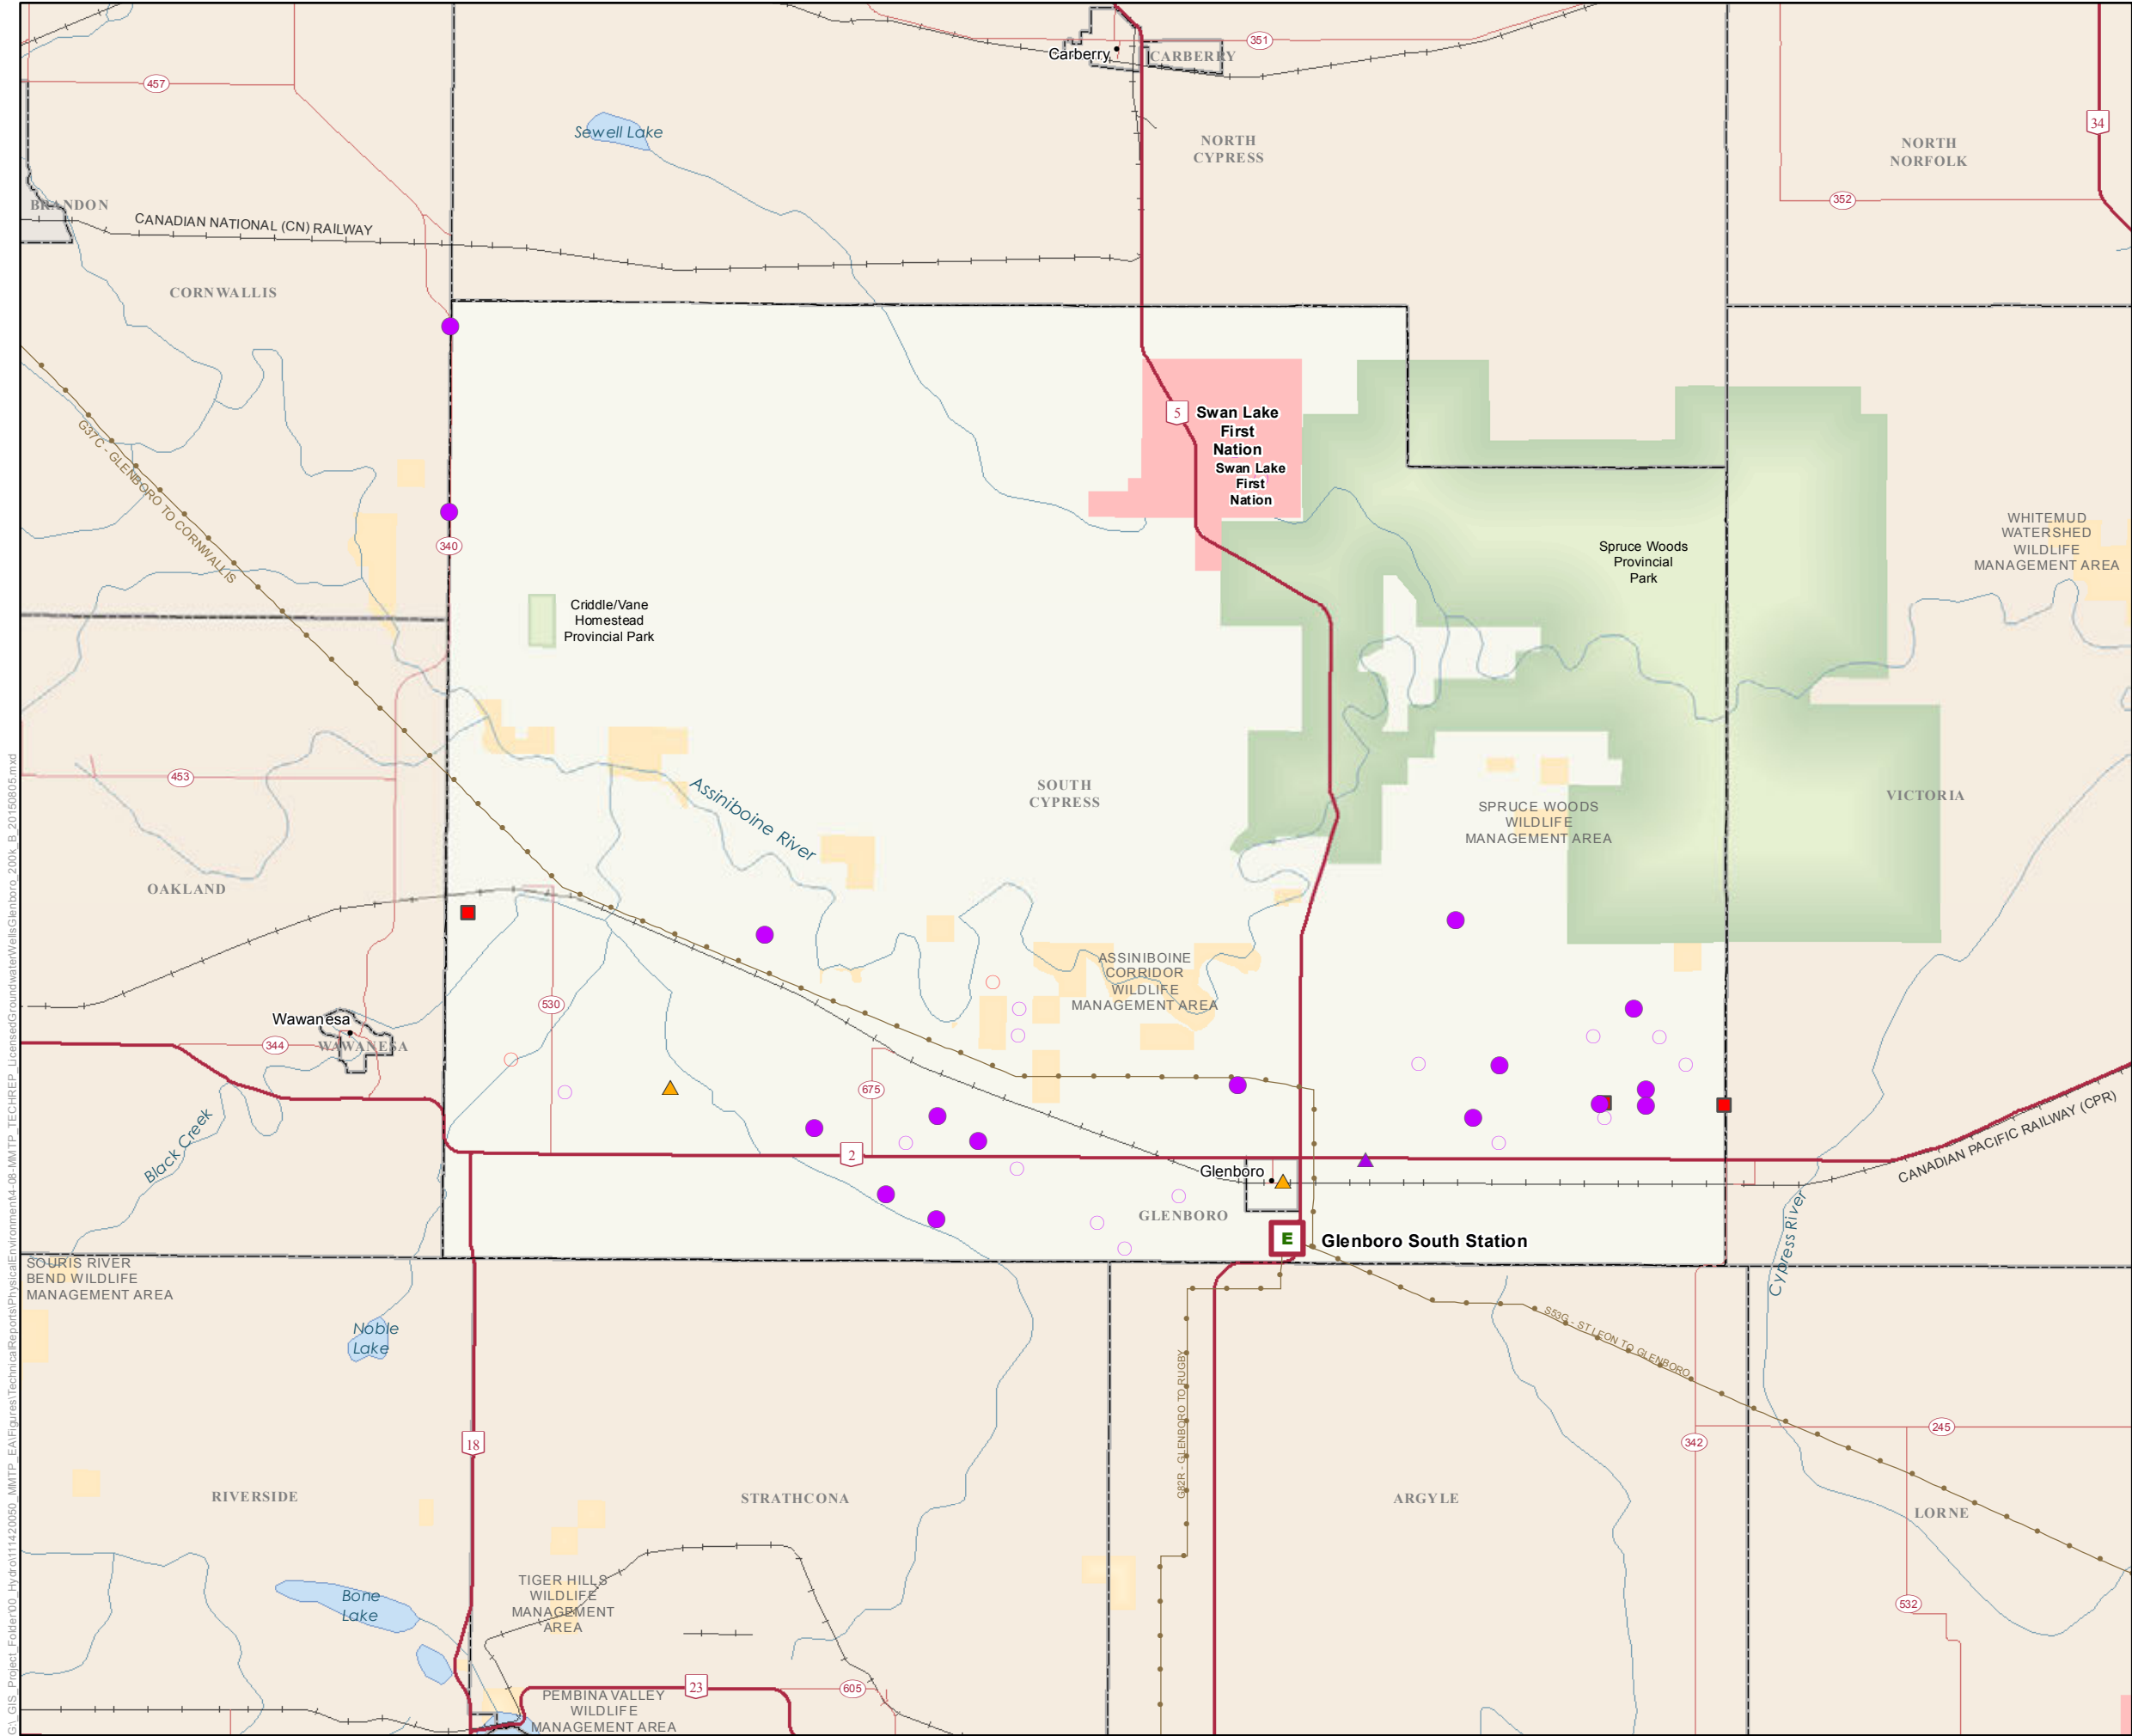 Carberry
CARBERRY
351
457
34
Sewell Lake
NORTH
CYPRESS
NORTH
NORFOLK
352
BRANDON
CANADIAN NATIONAL (CN) RAILWAY
CORNWALLIS
5
Swan Lake
First
Nation
Swan Lake
First
Nation
G37C - GLENBORO TO CORNWALLIS
340
Spruce Woods
Provincial
Park
WHITEMUD
WATERSHED
WILDLIFE
MANAGEMENT AREA
Criddle/Vane
Homestead
Provincial Park
453
Assiniboine River
SOUTH
CYPRESS
SPRUCE WOODS
WILDLIFE
MANAGEMENT AREA
VICTORIA
OAKLAND
ASSINIBOINE
CORRIDOR
WILDLIFE
MANAGEMENT AREA
530
Wawanesa
WAWANESA
344
675
Black Creek
2
Glenboro
GLENBORO
CANADIAN PACIFIC RAILWAY (CPR)
Cypress River
E
Glenboro South Station
SOURIS RIVER
BEND WILDLIFE
MANAGEMENT AREA
Noble
Lake
S53G - ST LEON TO GLENBORO
G82R - GLENBORO TO RUGBY
18
342
245
RIVERSIDE
STRATHCONA
ARGYLE
LORNE
Bone
Lake
TIGER HILLS
WILDLIFE
MANAGEMENT
AREA
532
23
605
PEMBINA VALLEY
WILDLIFE
MANAGEMENT AREA